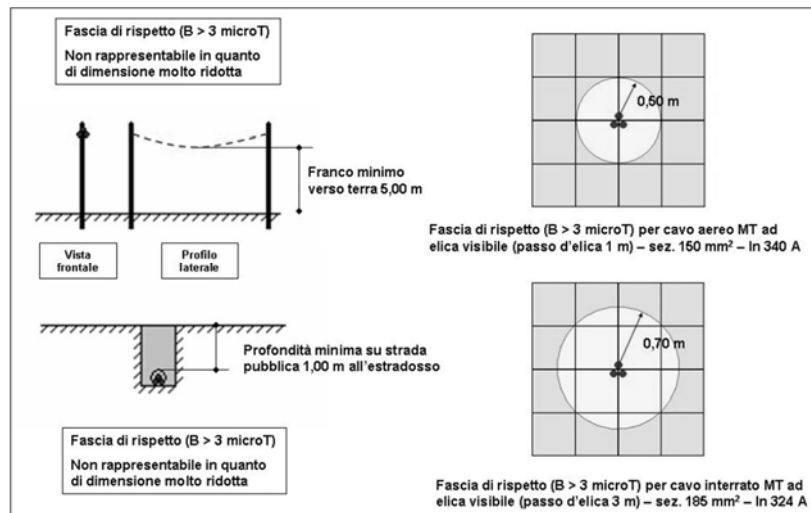 Fascia di rispetto (B > 3 microT)
Non rappresentabile in quanto
di dimensione molto ridotta
Franco minimo
verso terra 5,00 m
Vista
frontale
Profilo
laterale
Profondità minima su strada
pubblica 1,00 m all'estradosso
Fascia di rispetto (B > 3 microT)
Non rappresentabile in quanto
di dimensione molto ridotta
0,50 m
Fascia di rispetto (B > 3 microT) per cavo aereo MT ad
elica visibile (passo d'elica 1 m) – sez. 150 mm² – In 340 A
0,70 m
Fascia di rispetto (B > 3 microT) per cavo interrato MT ad
elica visibile (passo d'elica 3 m) – sez. 185 mm² – In 324 A